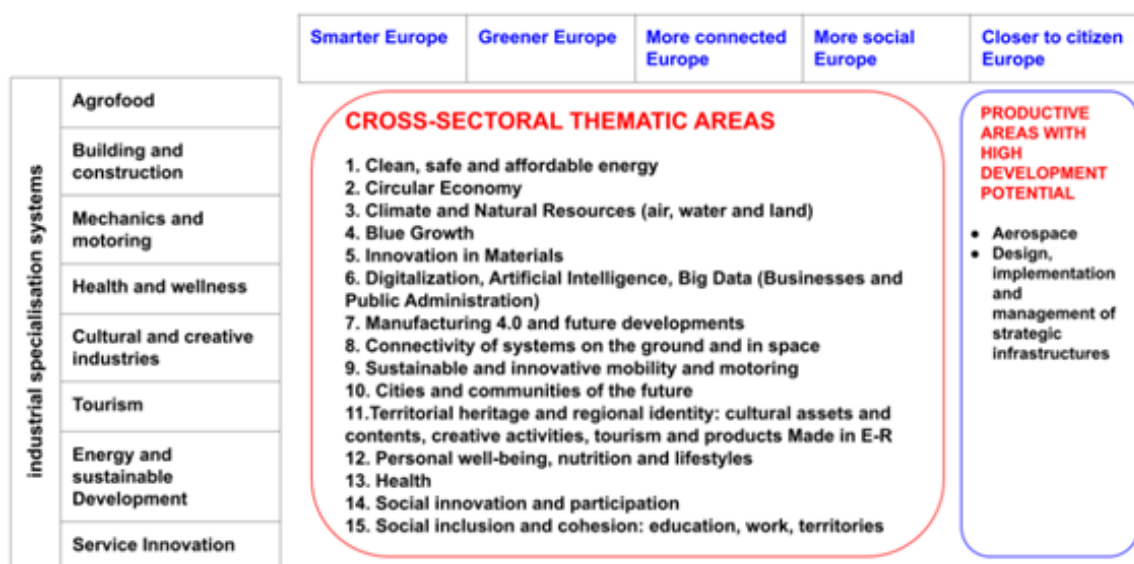 Smarter Europe
Greener Europe
More connected
Europe
More social
Europe
Closer to citizen
Europe
industrial specialisation systems
Agrofood
Building and
construction
Mechanics and
motoring
Health and wellness
Cultural and creative
industries
Tourism
Energy and
sustainable
Development
Service Innovation
CROSS-SECTORAL THEMATIC AREAS
1. Clean, safe and affordable energy
2. Circular Economy
3. Climate and Natural Resources (air, water and land)
4. Blue Growth
5. Innovation in Materials
6. Digitalization, Artificial Intelligence, Big Data (Businesses and
Public Administration)
7. Manufacturing 4.0 and future developments
8. Connectivity of systems on the ground and in space
9. Sustainable and innovative mobility and motoring
10. Cities and communities of the future
11.Territorial heritage and regional identity: cultural assets and
contents, creative activities, tourism and products Made in E-R
12. Personal well-being, nutrition and lifestyles
13. Health
14. Social innovation and participation
15. Social inclusion and cohesion: education, work, territories
PRODUCTIVE
AREAS WITH
HIGH
DEVELOPMENT
POTENTIAL
● Aerospace
● Design,
implementation
and
management of
strategic
infrastructures